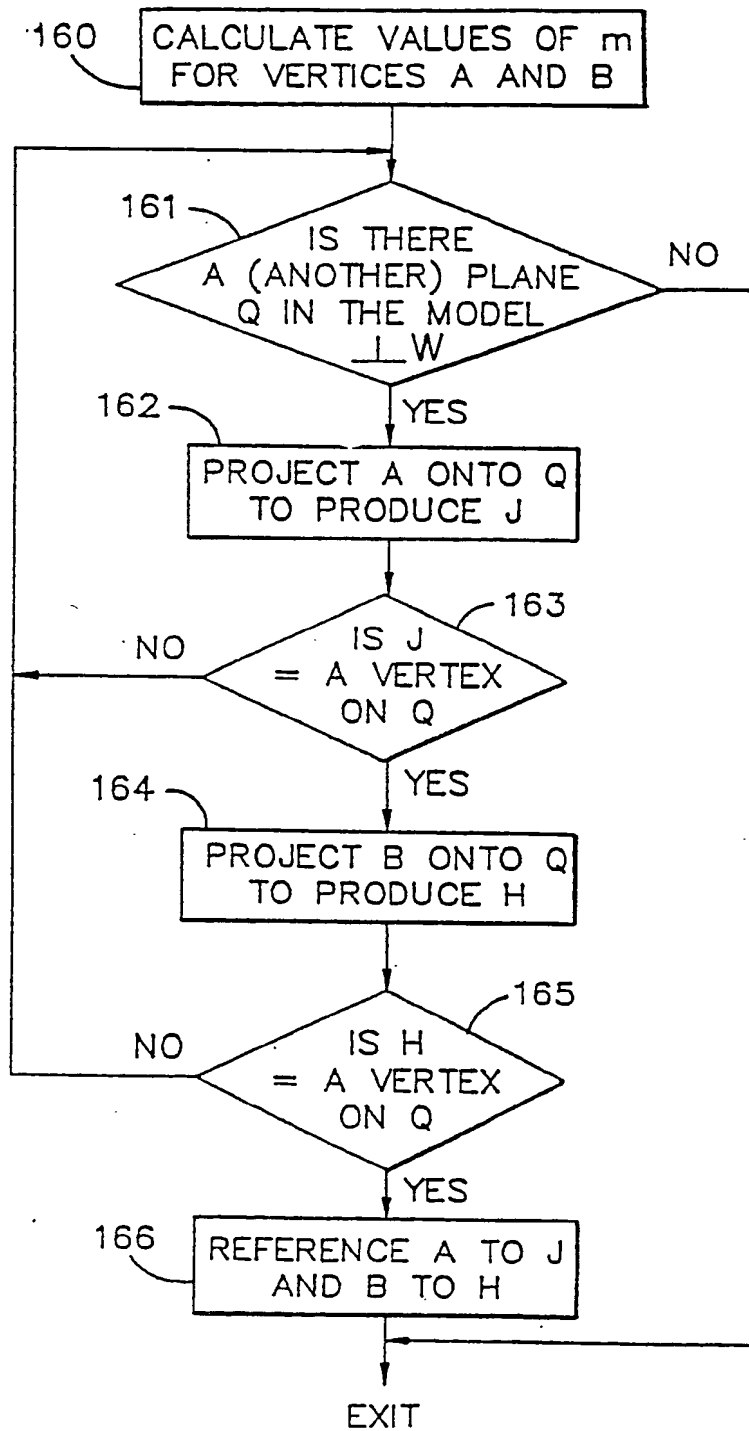 160
CALCULATE VALUES OF m
FOR VERTICES A AND B
161
IS THERE
A (ANOTHER) PLANE
Q IN THE MODEL
⊥ W
NO
YES
162
PROJECT A ONTO Q
TO PRODUCE J
163
IS J
= A VERTEX
ON Q
NO
YES
164
PROJECT B ONTO Q
TO PRODUCE H
165
IS H
= A VERTEX
ON Q
NO
YES
166
REFERENCE A TO J
AND B TO H
EXIT